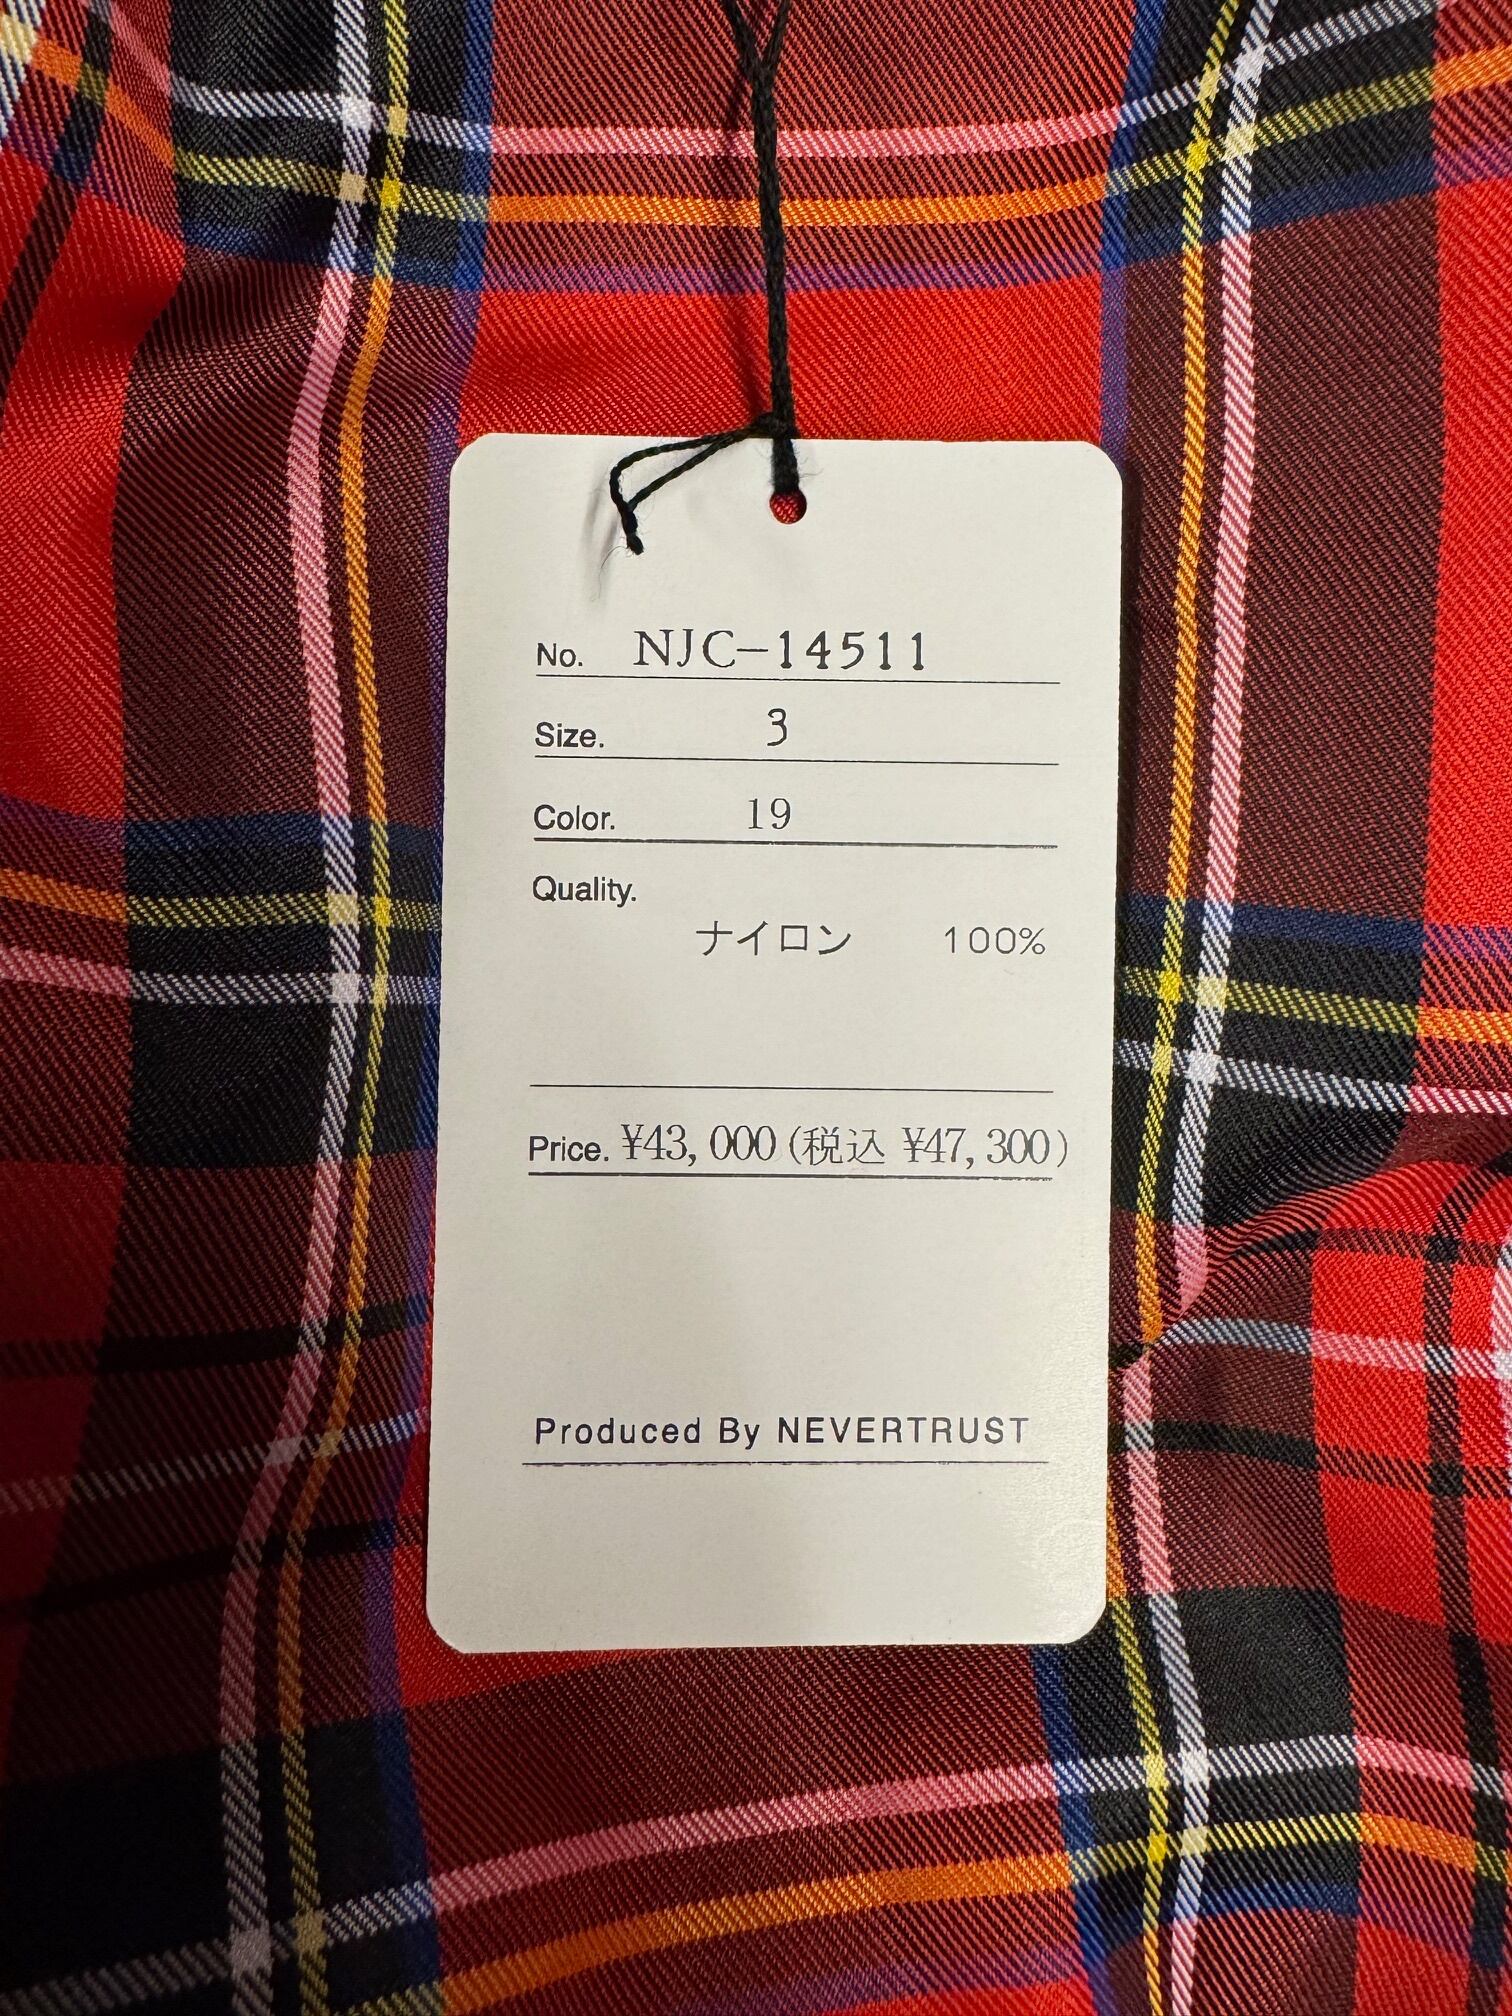 No. NJC-14511
Size. 3
Color. 19
Quality.
ナイロン 100%
Price. ¥43,000(税込 ¥47,300)
Produced By NEVERTRUST